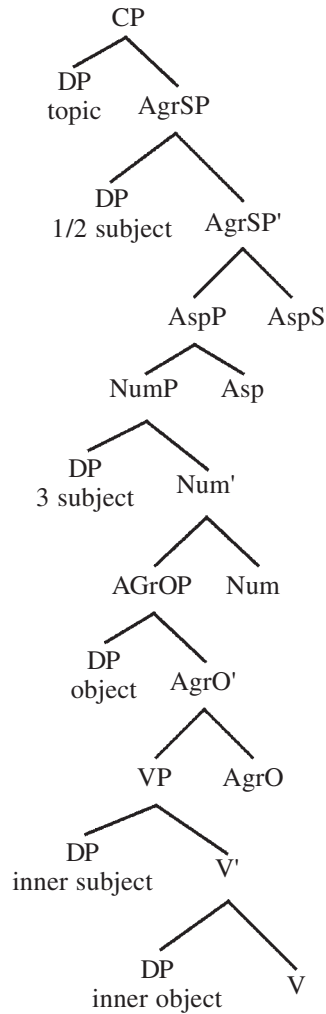 CP
DP
topic
AgrSP
DP
1/2 subject
AgrSP'
AspP
AspS
NumP
Asp
DP
3 subject
Num'
AGrOP
Num
DP
object
AgrO'
VP
AgrO
DP
inner subject
V'
DP
inner object
V